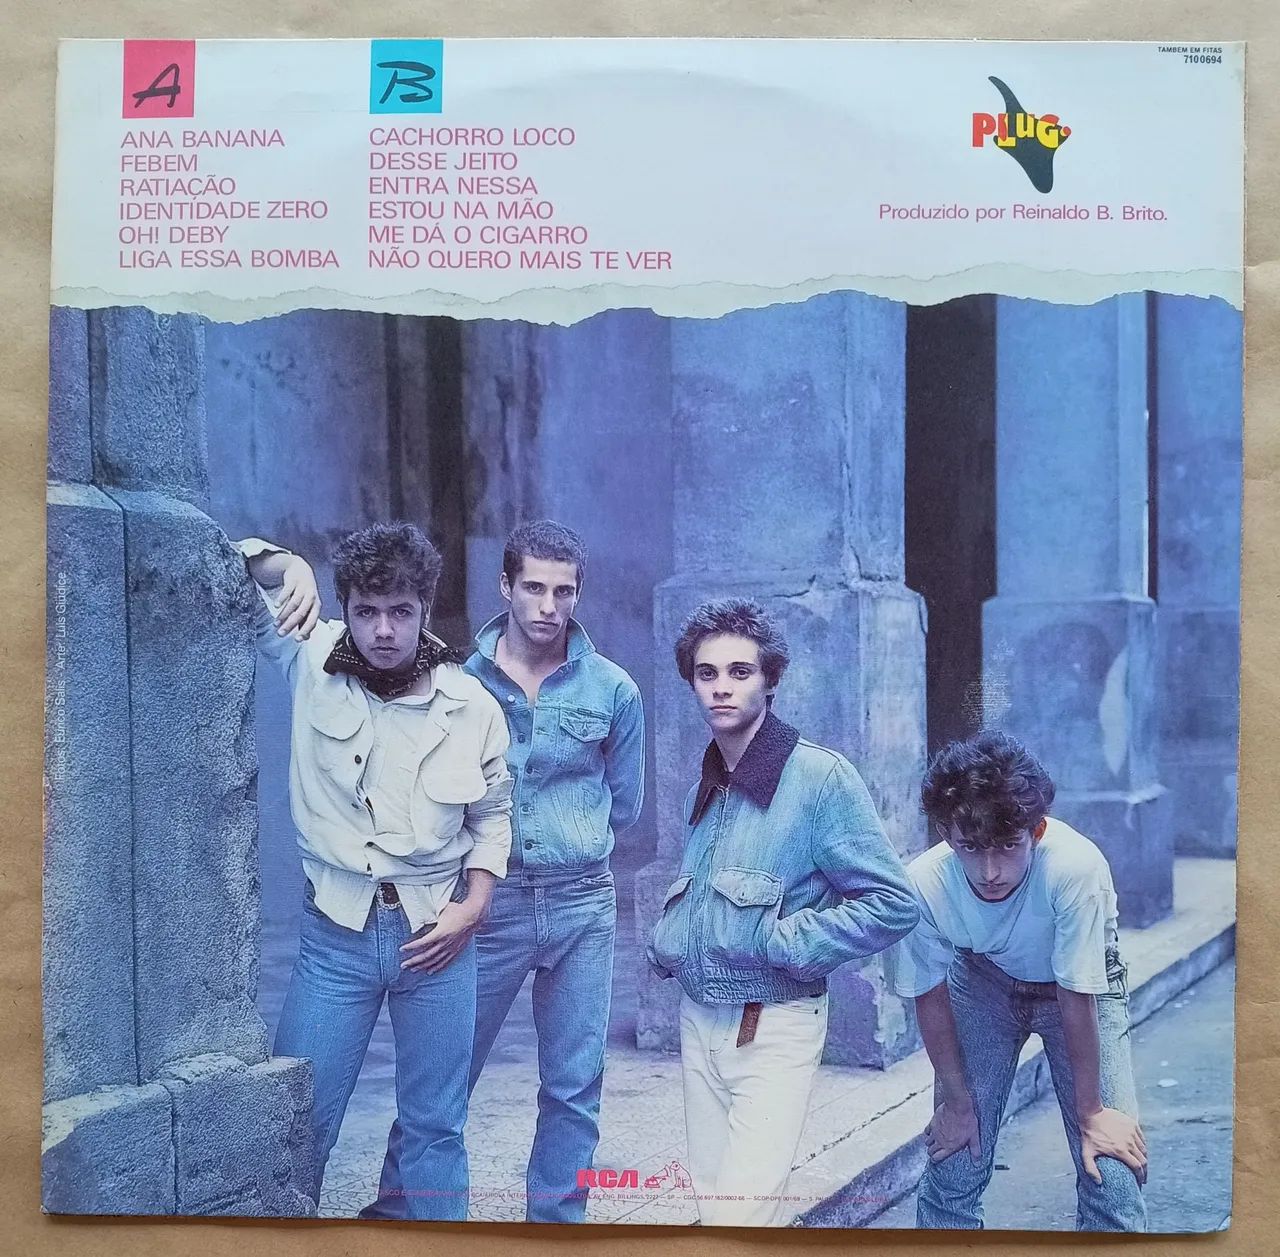 A
ANA BANANA
FEBEM
RATIAÇÃO
IDENTIDADE ZERO
OH! DEBY
LIGA ESSA BOMBA
B
CACHORRO LOCO
DESSE JEITO
ENTRA NESSA
ESTOU NA MÃO
ME DÁ O CIGARRO
NÃO QUERO MAIS TE VER
TAMBEM EM FITAS
7100694
PLUG
Produzido por Reinaldo B. Brito.
Arte: Luis Giudice
RCA